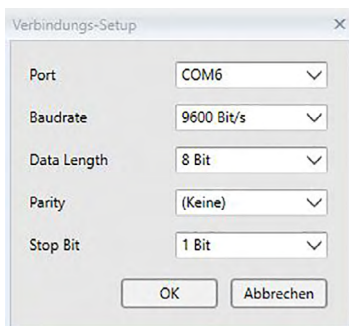 Verbindungs-Setup
Port COM6
Baudrate 9600 Bit/s
Data Length 8 Bit
Parity (Keine)
Stop Bit 1 Bit
OK Abbrechen